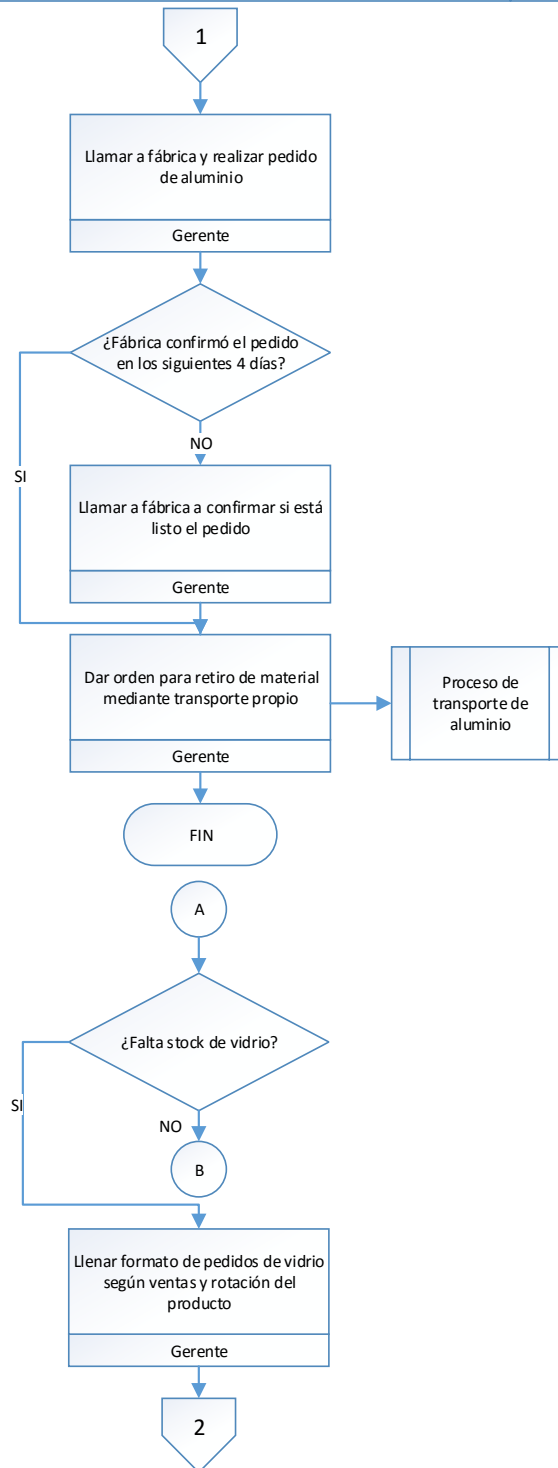 1
Llamar a fábrica y realizar pedido
de aluminio
Gerente
¿Fábrica confirmó el pedido
en los siguientes 4 días?
NO
SI
Llamar a fábrica a confirmar si está
listo el pedido
Gerente
Dar orden para retiro de material
mediante transporte propio
Gerente
Proceso de
transporte de
aluminio
FIN
A
¿Falta stock de vidrio?
SI
NO
B
Llenar formato de pedidos de vidrio
según ventas y rotación del
producto
Gerente
2